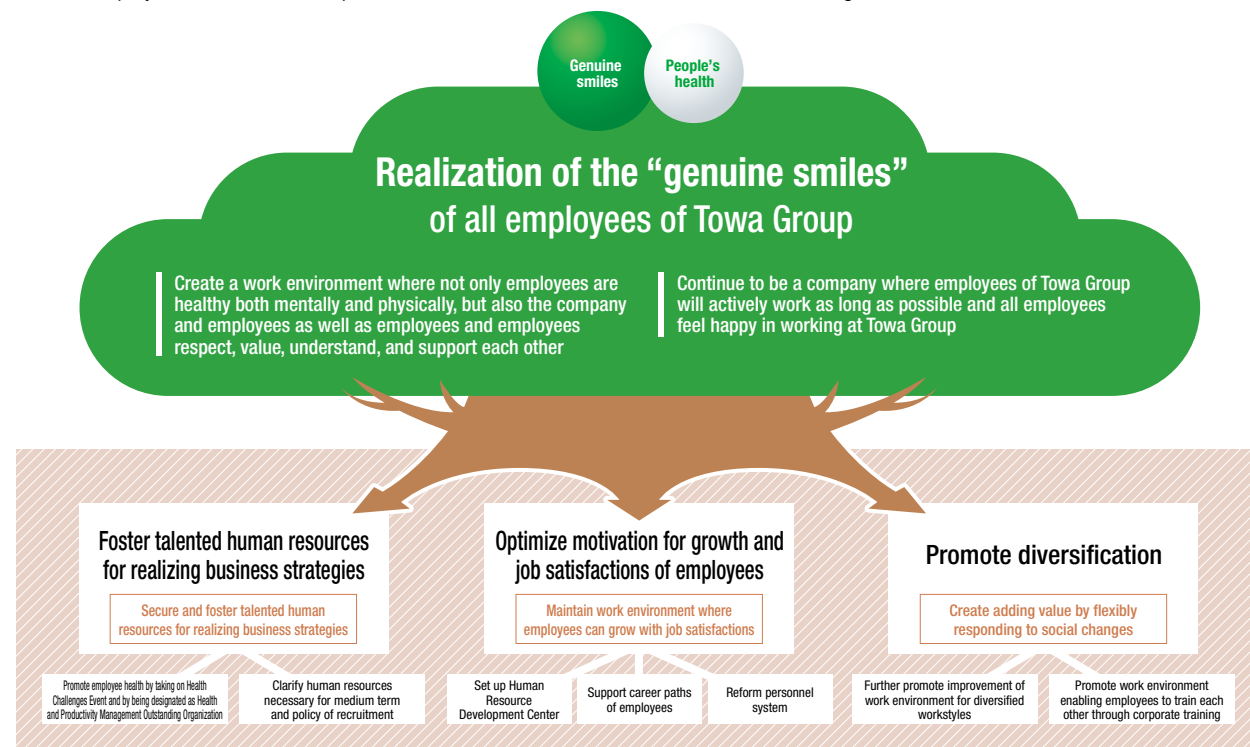 Genuine
smiles
People's
health
Realization of the “genuine smiles”
of all employees of Towa Group
Create a work environment where not only employees are
healthy both mentally and physically, but also the company
and employees as well as employees and employees
respect, value, understand, and support each other
Continue to be a company where employees of Towa Group
will actively work as long as possible and all employees
feel happy in working at Towa Group
Foster talented human resources
for realizing business strategies
Secure and foster talented human
resources for realizing business strategies
Promote employee health by taking on Health
Challenges Event and by being designated as Health
and Productivity Management Outstanding Organization
Clarify human resources
necessary for medium term
and policy of recruitment
Optimize motivation for growth and
job satisfactions of employees
Maintain work environment where
employees can grow with job satisfactions
Set up Human
Resource
Development Center
Support career paths
of employees
Reform personnel
system
Promote diversification
Create adding value by flexibly
responding to social changes
Further promote improvement of
work environment for diversified
workstyles
Promote work environment
enabling employees to train each
other through corporate training